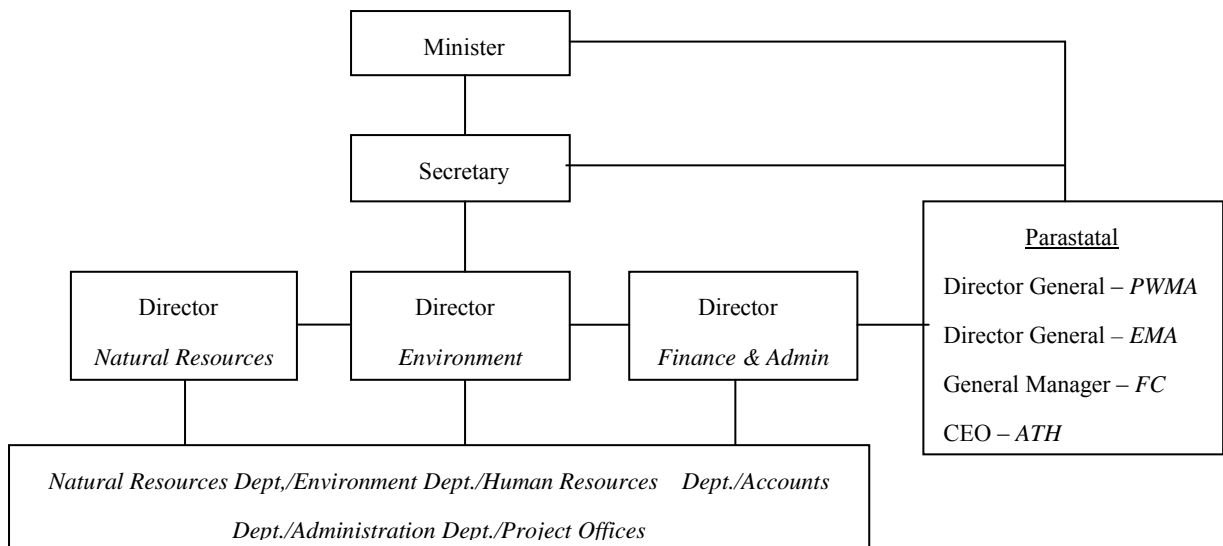 Minister
Secretary
Parastatal
Director General – PWMA
Director General – EMA
General Manager – FC
CEO – ATH
Director
Natural Resources
Director
Environment
Director
Finance & Admin
Natural Resources Dept,/Environment Dept./Human Resources Dept./Accounts
Dept./Administration Dept./Project Offices